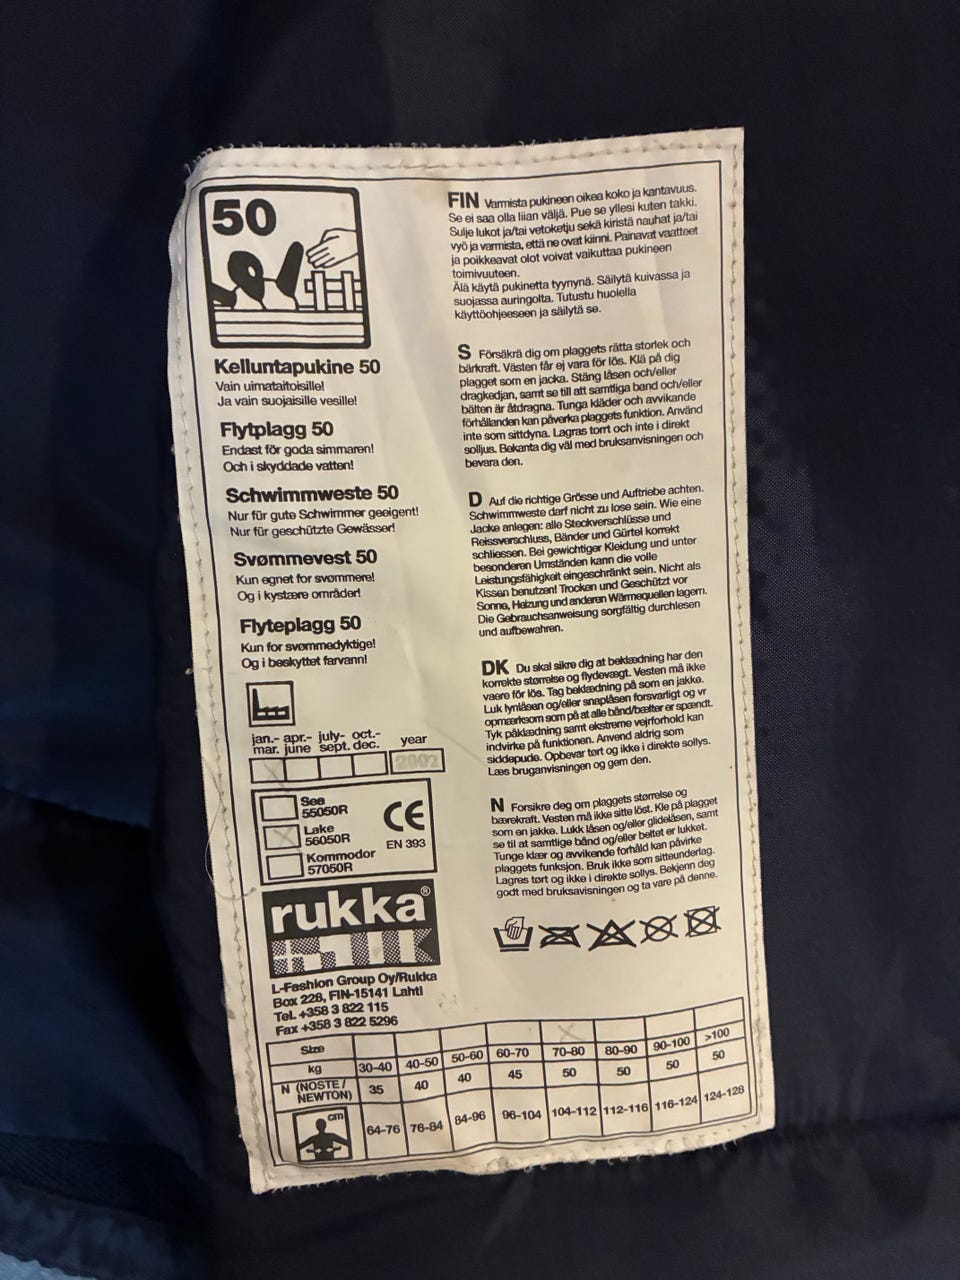 50
Kelluntapukine 50
Vain uimataitoisille!
Ja vain suojaisille vesille!
Flytplagg 50
Endast för goda simmaren!
Och i skyddade vatten!
Schwimmweste 50
Nur für gute Schwimmer geeigent!
Nur für geschützte Gewässer!
Svømmevest 50
Kun egnet for svømmere!
Og i kystære områder!
Flyteplagg 50
Kun for svømmedyktige!
Og i beskyttet farvann!
jan.- apr.- july- oct.- year
mar. june sept. dec.
2002
Sea
55050R
Lake
56050R
Kommodor
57050R
CE
EN 393
rukka®
L-Fashion Group Oy/Rukka
Box 228, FIN-15141 Lahti
Tel. +358 3 822 115
Fax +358 3 822 5296
FIN Varmista pukineen oikea koko ja kantavuus.
Se ei saa olla liian väljä. Pue se yllesi kuten takki.
Sulje lukot ja/tai vetoketju sekä kiristä nauhat ja/tai
vyö ja varmista, että ne ovat kiinni. Painavat vaatteet
ja poikkeavat olot voivat vaikuttaa pukineen
toimivuuteen.
Älä käytä pukinetta tyynynä. Säilytä kuivassa ja
suojassa auringolta. Tutustu huolella
käyttöohjeeseen ja säilytä se.
S Försäkrä dig om plaggets rätta storlek och
bärkraft. Västen får ej vara för lös. Klä på dig
plagget som en jacka. Stäng låsen och/eller
dragkedjan, samt se till att samtliga band och/eller
bälten är åtdragna. Tunga kläder och avvikande
förhållanden kan påverka plaggets funktion. Använd
inte som sittdyna. Lagras torrt och inte i direkt
solljus. Bekanta dig väl med bruksanvisningen och
bevara den.
D Auf die richtige Grösse und Auftriebe achten.
Schwimmweste darf nicht zu lose sein. Wie eine
Jacke anlegen: alle Steckverschlüsse und
Reissverschluss, Bänder und Gürtel korrekt
schliessen. Bei gewichtiger Kleidung und unter
besonderen Umständen kann die volle
Leistungsfähigkeit eingeschränkt sein. Nicht als
Kissen benutzen! Trocken und Geschützt vor
Sonne, Heizung und anderen Wärmequellen lagern.
Die Gebrauchsanweisung sorgfältig durchlesen
und aufbewahren.
DK Du skal sikre dig at beklædning har den
korrekte størrelse og flydevægt. Vesten må ikke
vaere för lös. Tag beklædning på som en jakke.
Luk lynlåsen og/eller snaplåsen forsvarligt og vr
opmærksom som på at alle bånd/bælter er spændt.
Tyk påklædning samt ekstreme vejrforhold kan
indvirke på funktionen. Anvend aldrig som
siddepude. Opbevar tørt og ikke i direkte sollys.
Læs bruganvisningen og gem den.
N Forsikre deg om plaggets størrelse og
bærekraft. Vesten må ikke sitte löst. Kle på plagget
som en jakke. Lukk låsen og/eller glidelåsen, samt
se til at samtlige bånd og/eller beltet er lukket.
Tunge klær og avvikende forhåld kan påvirke
plaggets funksjon. Bruk ikke som sitteunderlag.
Lagres tørt og ikke i direkte sollys. Bekjenn deg
godt med bruksavisningen og ta vare på denne.
Size
kg 30-40 40-50 50-60 60-70 70-80 80-90 90-100 >100
N (NOSTE/NEWTON) 35 40 40 45 50 50 50 50
cm 64-76 76-84 84-96 96-104 104-112 112-116 116-124 124-128